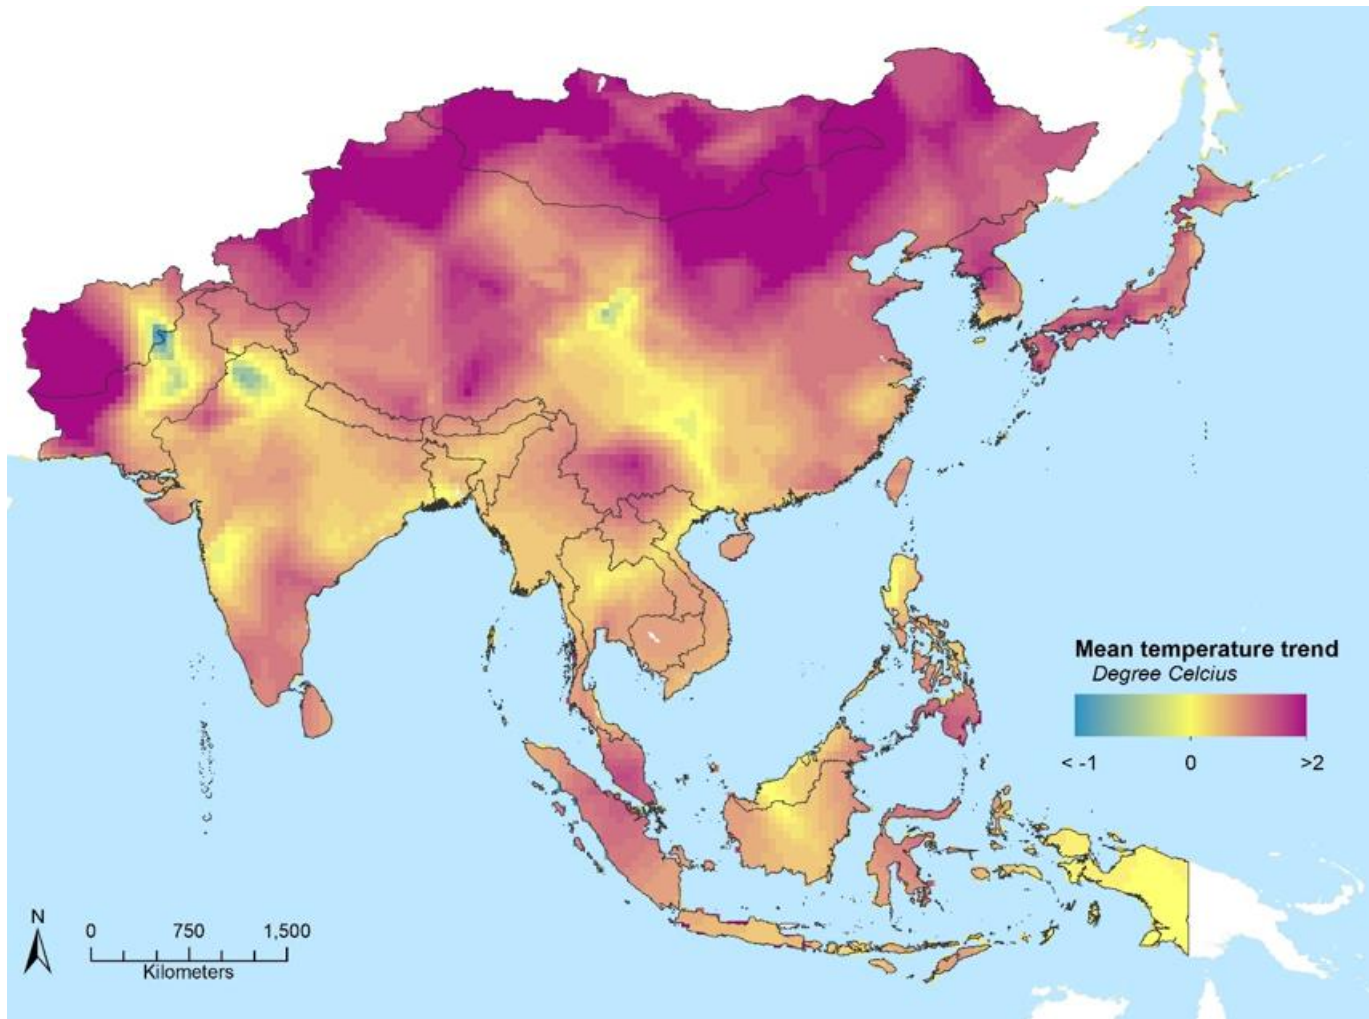 Mean temperature trend
Degree Celcius
< -1 0 >2
N
0 750 1,500
Kilometers